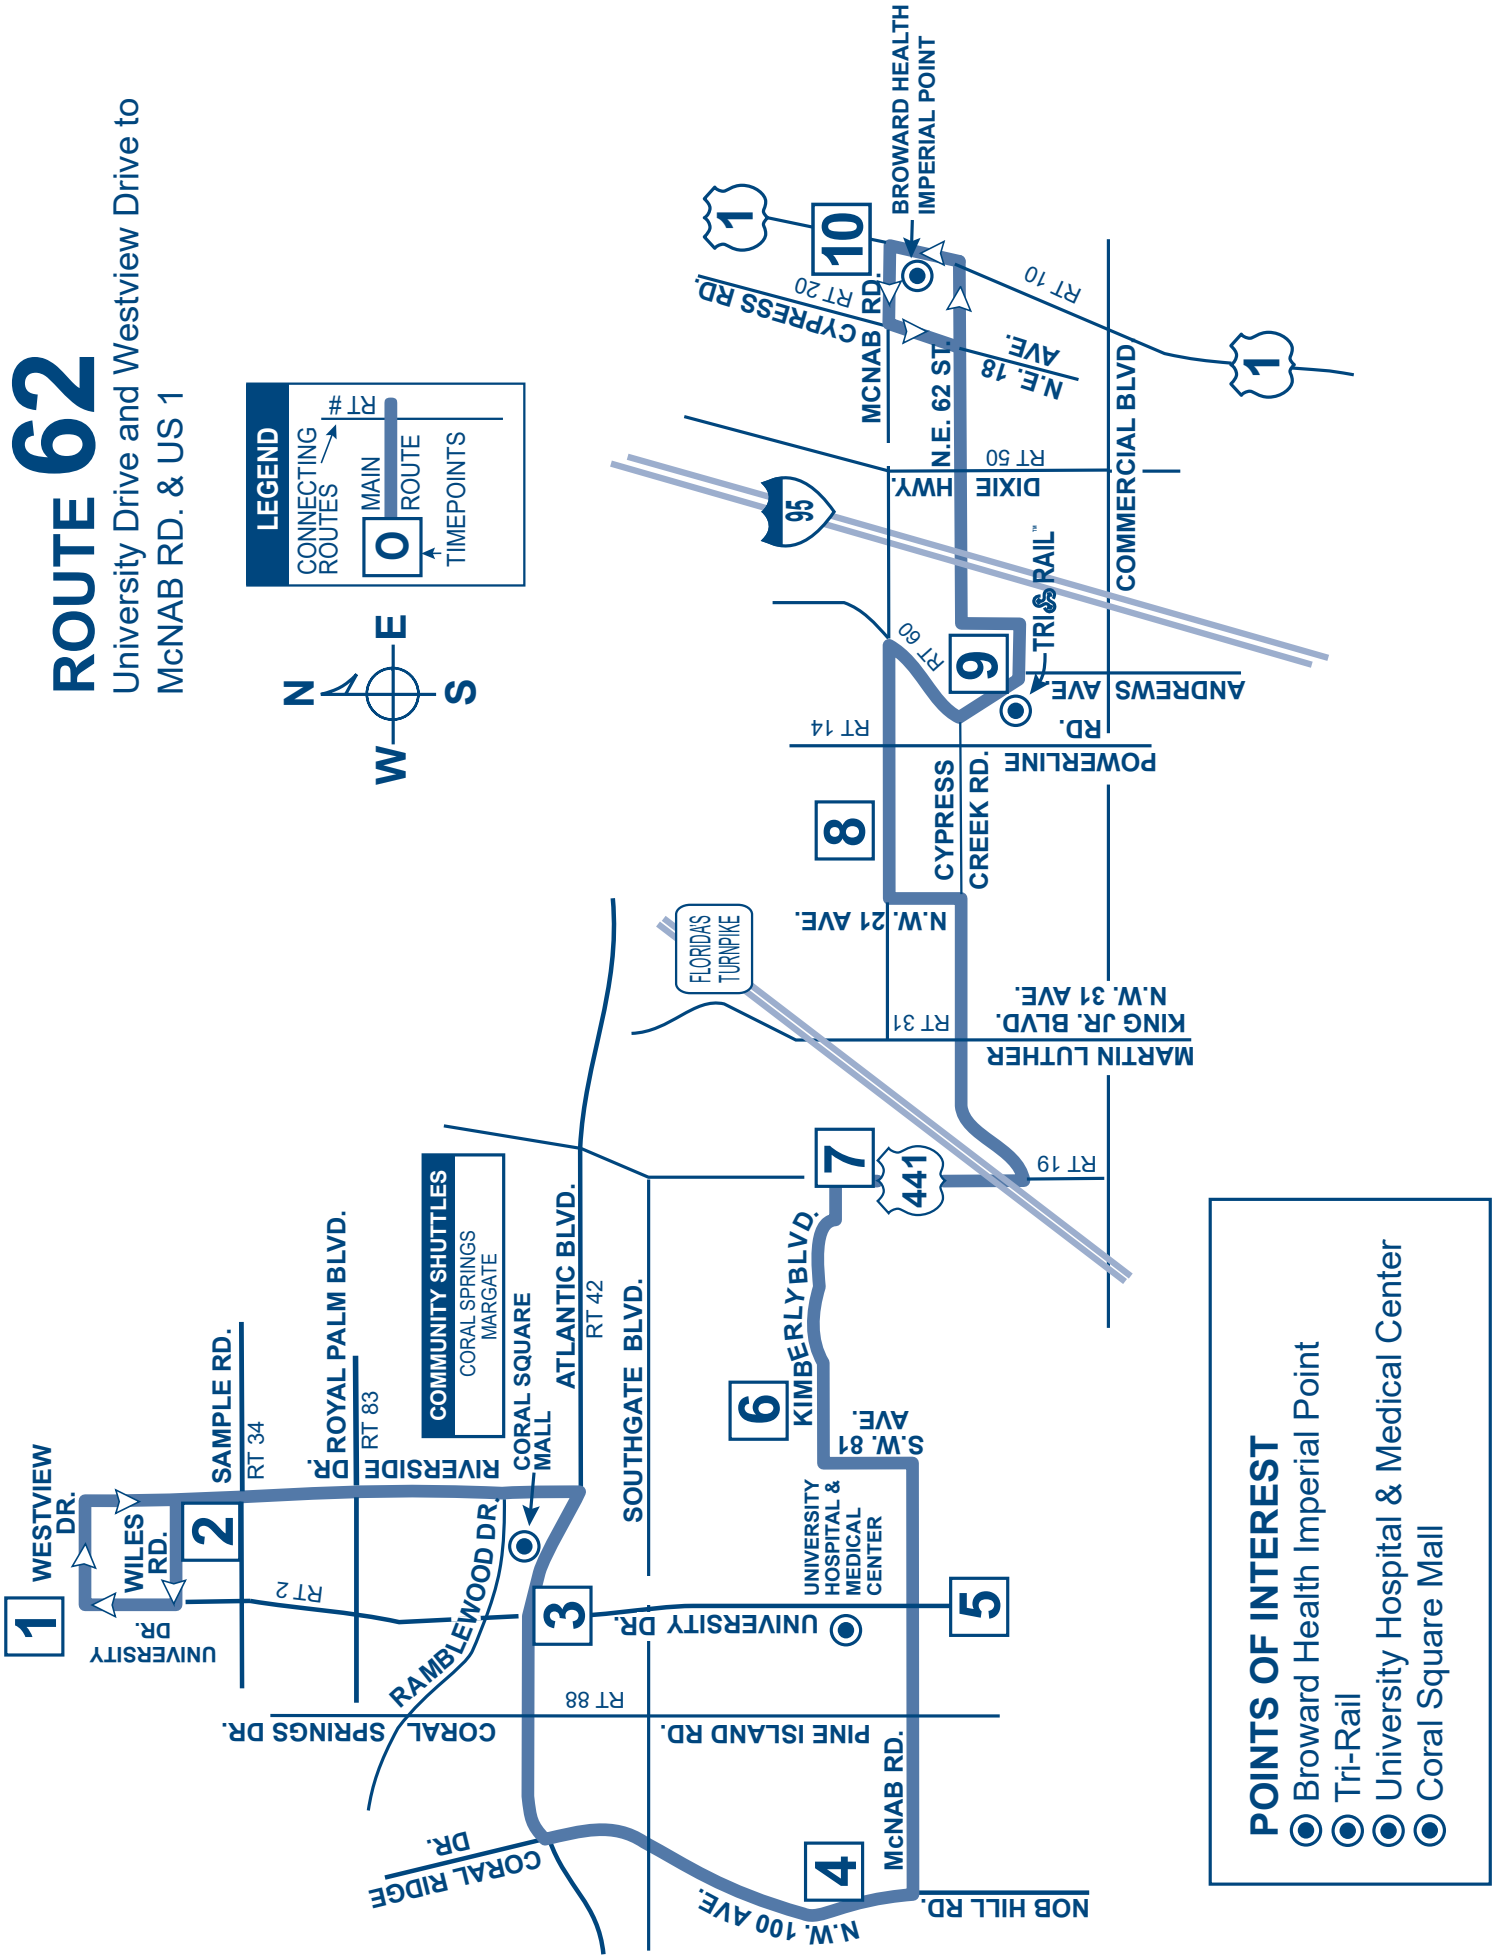 ROUTE 62
University Drive and Westview Drive to
McNAB RD. & US 1
LEGEND
CONNECTING
ROUTES
RT #
MAIN
ROUTE
O
TIMEPOINTS
N
W
E
S
1
WESTVIEW
DR.
WILES
RD.
UNIVERSITY
DR.
2
SAMPLE RD.
RT 34
RT 2
ROYAL PALM BLVD.
RT 83
RIVERSIDE DR.
COMMUNITY SHUTTLES
CORAL SPRINGS
MARGATE
RAMBLEWOOD DR.
CORAL SQUARE
MALL
CORAL SPRINGS DR.
ATLANTIC BLVD.
RT 42
3
RT 88
CORAL RIDGE
DR.
SOUTHGATE BLVD.
UNIVERSITY DR.
PINE ISLAND RD.
N.W. 100 AVE.
4
McNAB RD.
NOB HILL RD.
5
UNIVERSITY
HOSPITAL &
MEDICAL
CENTER
S.W. 81
AVE.
6
KIMBERLY BLVD.
7
441
RT 19
FLORIDA'S
TURNPIKE
RT 31
MARTIN LUTHER
KING JR. BLVD.
N.W. 31 AVE.
N.W. 21 AVE.
8
CYPRESS
CREEK RD.
RT 14
POWERLINE
RD.
RT 60
9
TRI RAIL™
ANDREWS AVE.
95
COMMERCIAL BLVD.
DIXIE HWY.
RT 50
N.E. 62 ST.
MCNAB RD.
CYPRESS RD.
RT 20
N.E. 18
AVE.
10
1
BROWARD HEALTH
IMPERIAL POINT
RT 10
1
POINTS OF INTEREST
Broward Health Imperial Point
Tri-Rail
University Hospital & Medical Center
Coral Square Mall